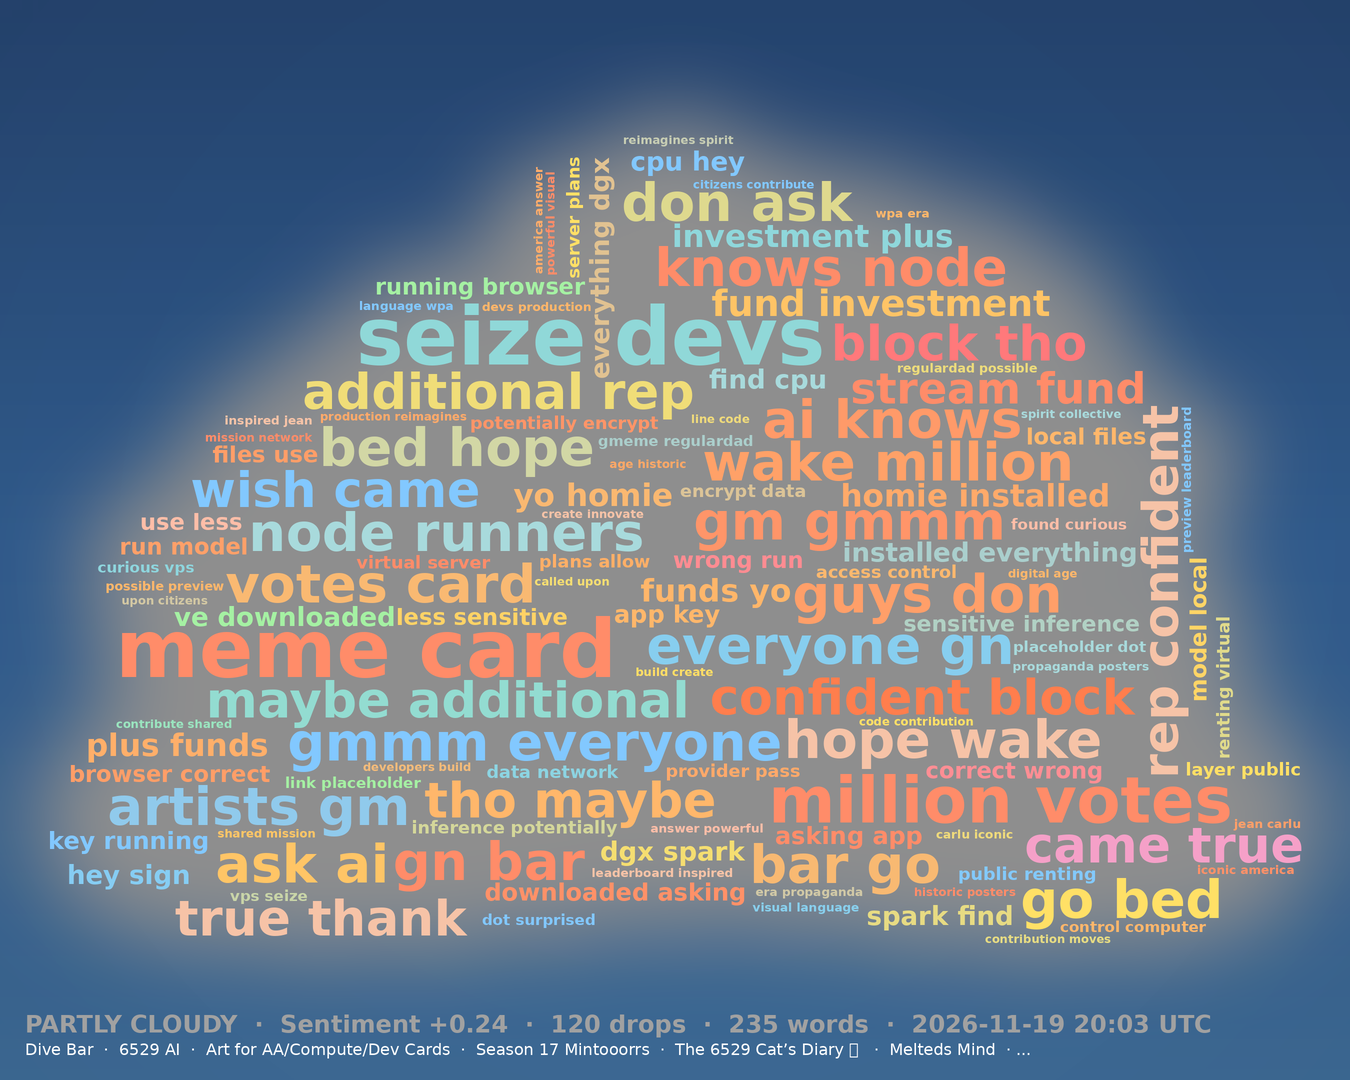 reimagines spirit
cpu hey
citizens contribute
don ask
wpa era
america answer
powerful visual
server plans
everything dgx
investment plus
knows node
running browser
fund investment
language wpa
devs production
seize devs
block tho
regulardad possible
find cpu
stream fund
additional rep
ai knows
spirit collective
inspired jean
production reimagines
potentially encrypt
line code
local files
mission network
files use
bed hope
gmeme regulardad
age historic
wake million
rep confident
preview leaderboard
wish came
yo homie
encrypt data
homie installed
use less
create innovate
node runners
gm gmmm
found curious
run model
installed everything
curious vps
virtual server
plans allow
wrong run
access control
digital age
possible preview
votes card
called upon
funds yo
guys don
upon citizens
model local
ve downloaded
less sensitive
app key
sensitive inference
renting virtual
meme card
everyone gn
placeholder dot
build create
propaganda posters
maybe additional
confident block
contribute shared
code contribution
plus funds
gmmm everyone
hope wake
browser correct
developers build
data network
provider pass
correct wrong
layer public
link placeholder
artists gm
tho maybe
million votes
key running
shared mission
inference potentially
answer powerful
asking app
carlu iconic
jean carlu
came true
hey sign
ask ai
gn bar
dgx spark
leaderboard inspired
bar go
public renting
iconic america
vps seize
downloaded asking
era propaganda
historic posters
go bed
true thank
dot surprised
visual language
spark find
control computer
contribution moves
PARTLY CLOUDY · Sentiment +0.24 · 120 drops · 235 words · 2026-11-19 20:03 UTC
Dive Bar · 6529 AI · Art for AA/Compute/Dev Cards · Season 17 Mintooorrs · The 6529 Cat’s Diary · Melteds Mind · ...